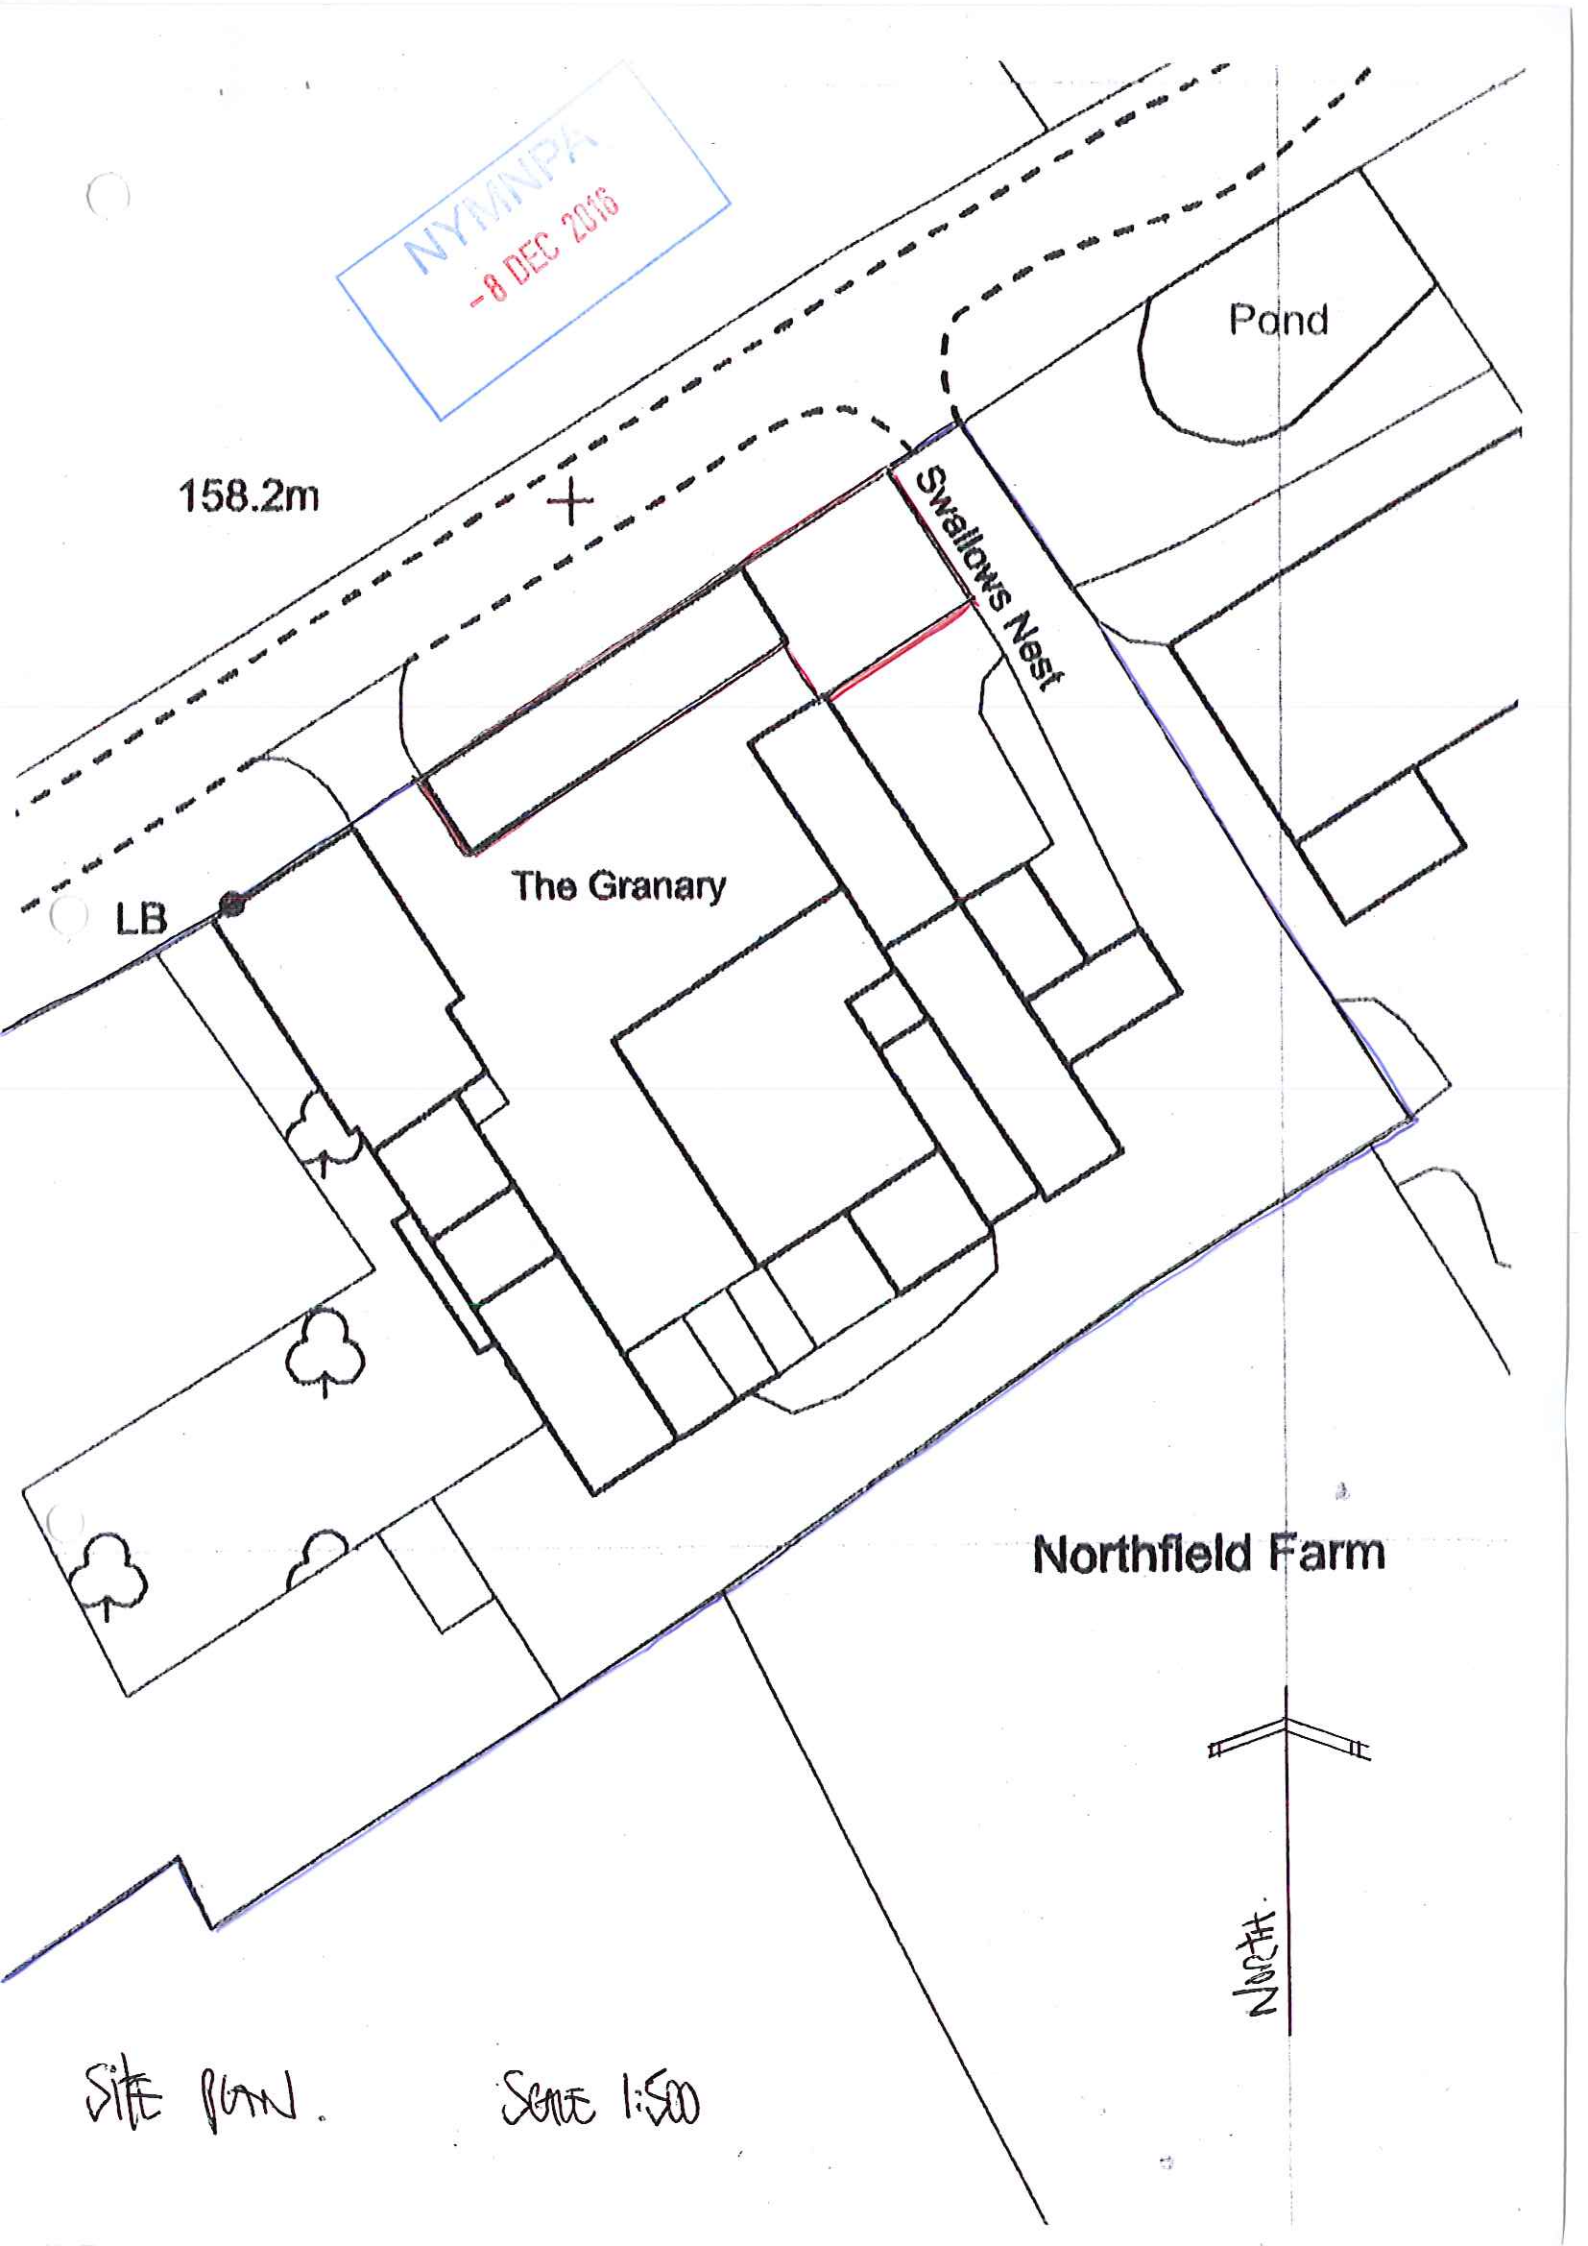 NYMNPA
-8 DEC 2016
Pond
158.2m
Swallows Nest
The Granary
LB
Northfield Farm
NORTH.
SITE PLAN.
SCALE 1:500